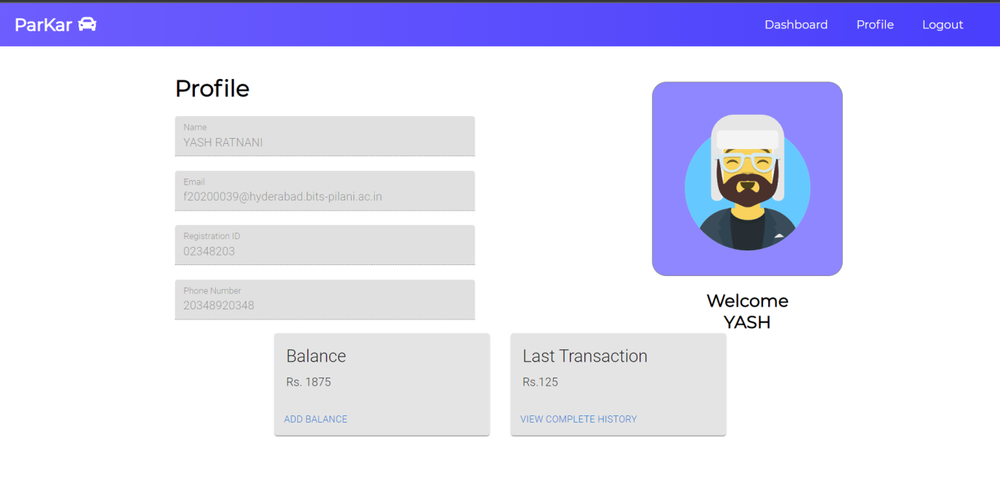 ParKar
Dashboard
Profile
Logout
Profile
Name
YASH RATNANI
Email
f20200039@hyderabad.bits-pilani.ac.in
Registration ID
02348203
Phone Number
20348920348
Welcome
YASH
Balance
Rs. 1875
ADD BALANCE
Last Transaction
Rs.125
VIEW COMPLETE HISTORY